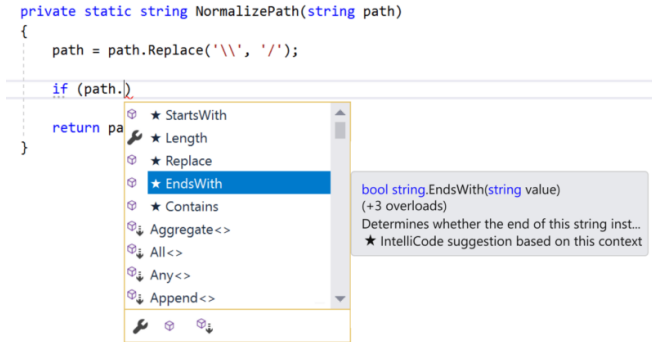 private static string NormalizePath(string path)
{
path = path.Replace('\\', '/');
if (path.)
★ StartsWith
★ Length
return pa
★ Replace
★ EndsWith
★ Contains
Aggregate<>
All<>
Any<>
Append<>
}
bool string.EndsWith(string value)
(+3 overloads)
Determines whether the end of this string inst...
★ IntelliCode suggestion based on this context